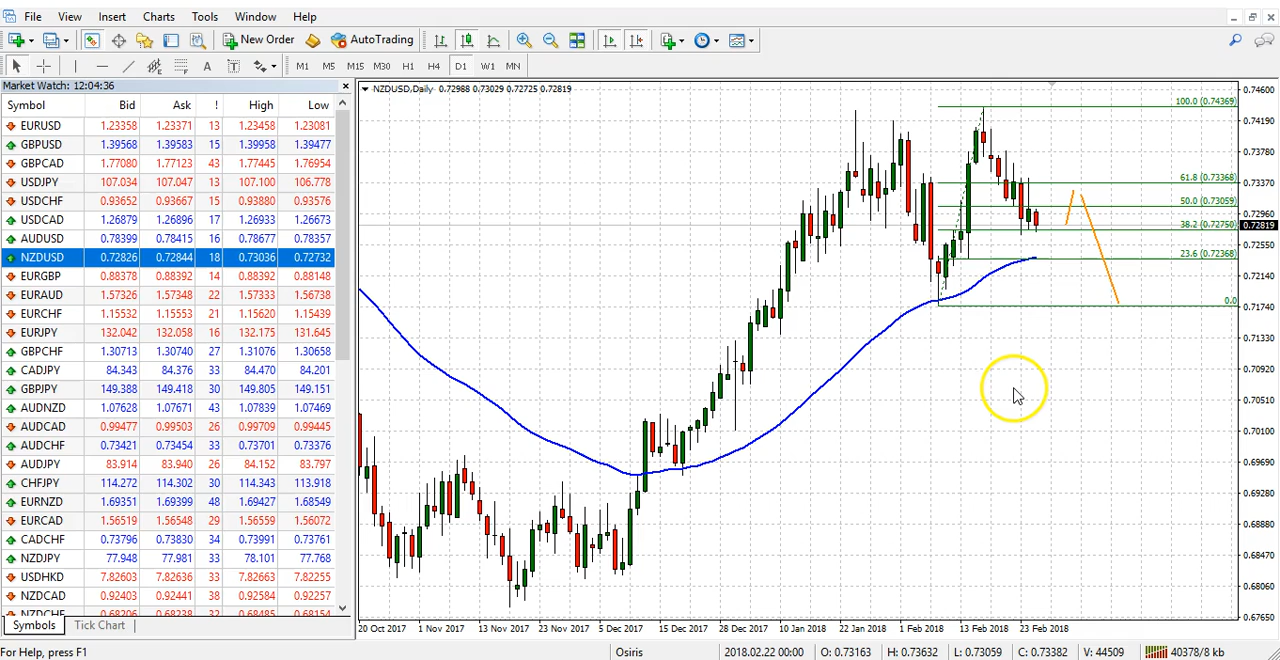 File View Insert Charts Tools Window Help
New Order AutoTrading
A T M1 M5 M15 M30 H1 H4 D1 W1 MN
Market Watch: 12:04:36
Symbol Bid Ask ! High Low
EURUSD 1.23358 1.23371 13 1.23458 1.23081
GBPUSD 1.39568 1.39583 15 1.39958 1.39477
GBPCAD 1.77080 1.77123 43 1.77445 1.76954
USDJPY 107.034 107.047 13 107.100 106.778
USDCHF 0.93652 0.93667 15 0.93880 0.93576
USDCAD 1.26879 1.26896 17 1.26933 1.26673
AUDUSD 0.78399 0.78415 16 0.78677 0.78357
NZDUSD 0.72826 0.72844 18 0.73036 0.72732
EURGBP 0.88378 0.88392 14 0.88392 0.88148
EURAUD 1.57326 1.57348 22 1.57333 1.56738
EURCHF 1.15532 1.15553 21 1.15620 1.15439
EURJPY 132.042 132.058 16 132.175 131.645
GBPCHF 1.30713 1.30740 27 1.31076 1.30658
CADJPY 84.343 84.376 33 84.470 84.201
GBPJPY 149.388 149.418 30 149.805 149.151
AUDNZD 1.07628 1.07671 43 1.07839 1.07469
AUDCAD 0.99477 0.99503 26 0.99709 0.99445
AUDCHF 0.73421 0.73454 33 0.73701 0.73376
AUDJPY 83.914 83.940 26 84.152 83.797
CHFJPY 114.272 114.302 30 114.343 113.918
EURNZD 1.69351 1.69399 48 1.69427 1.68549
EURCAD 1.56519 1.56548 29 1.56559 1.56072
CADCHF 0.73796 0.73830 34 0.73991 0.73761
NZDJPY 77.948 77.981 33 78.101 77.768
USDHKD 7.82603 7.82636 33 7.82663 7.82255
NZDCAD 0.92403 0.92441 38 0.92584 0.92257
NZDCHF 0.68206 0.68238 32 0.68485 0.68154
Symbols Tick Chart
NZDUSD,Daily 0.72988 0.73029 0.72725 0.72819
100.0 (0.74369)
61.8 (0.73368)
50.0 (0.73059)
38.2 (0.72750)
23.6 (0.72368)
0.0
0.74600
0.74190
0.73780
0.73370
0.72960
0.72819
0.72550
0.72140
0.71740
0.70920
0.70510
0.70100
0.69690
0.69280
0.68880
0.68470
0.68060
0.67650
20 Oct 2017 1 Nov 2017 13 Nov 2017 23 Nov 2017 5 Dec 2017 15 Dec 2017 28 Dec 2017 10 Jan 2018 22 Jan 2018 1 Feb 2018 13 Feb 2018 23 Feb 2018
For Help, press F1 Osiris 2018.02.22 00:00 O: 0.73163 H: 0.73632 L: 0.73059 C: 0.73382 V: 44509 40378/8 kb